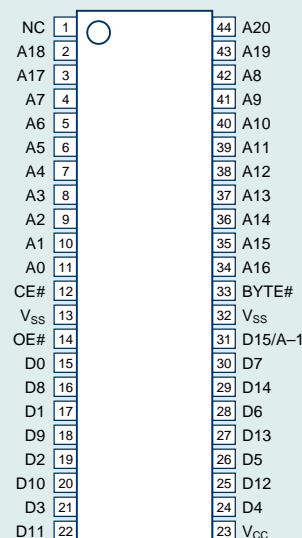 NC 1 44 A20
A18 2 43 A19
A17 3 42 A8
A7 4 41 A9
A6 5 40 A10
A5 6 39 A11
A4 7 38 A12
A3 8 37 A13
A2 9 36 A14
A1 10 35 A15
A0 11 34 A16
CE# 12 33 BYTE#
VSS 13 32 VSS
OE# 14 31 D15/A–1
D0 15 30 D7
D8 16 29 D14
D1 17 28 D6
D9 18 27 D13
D2 19 26 D5
D10 20 25 D12
D3 21 24 D4
D11 22 23 VCC